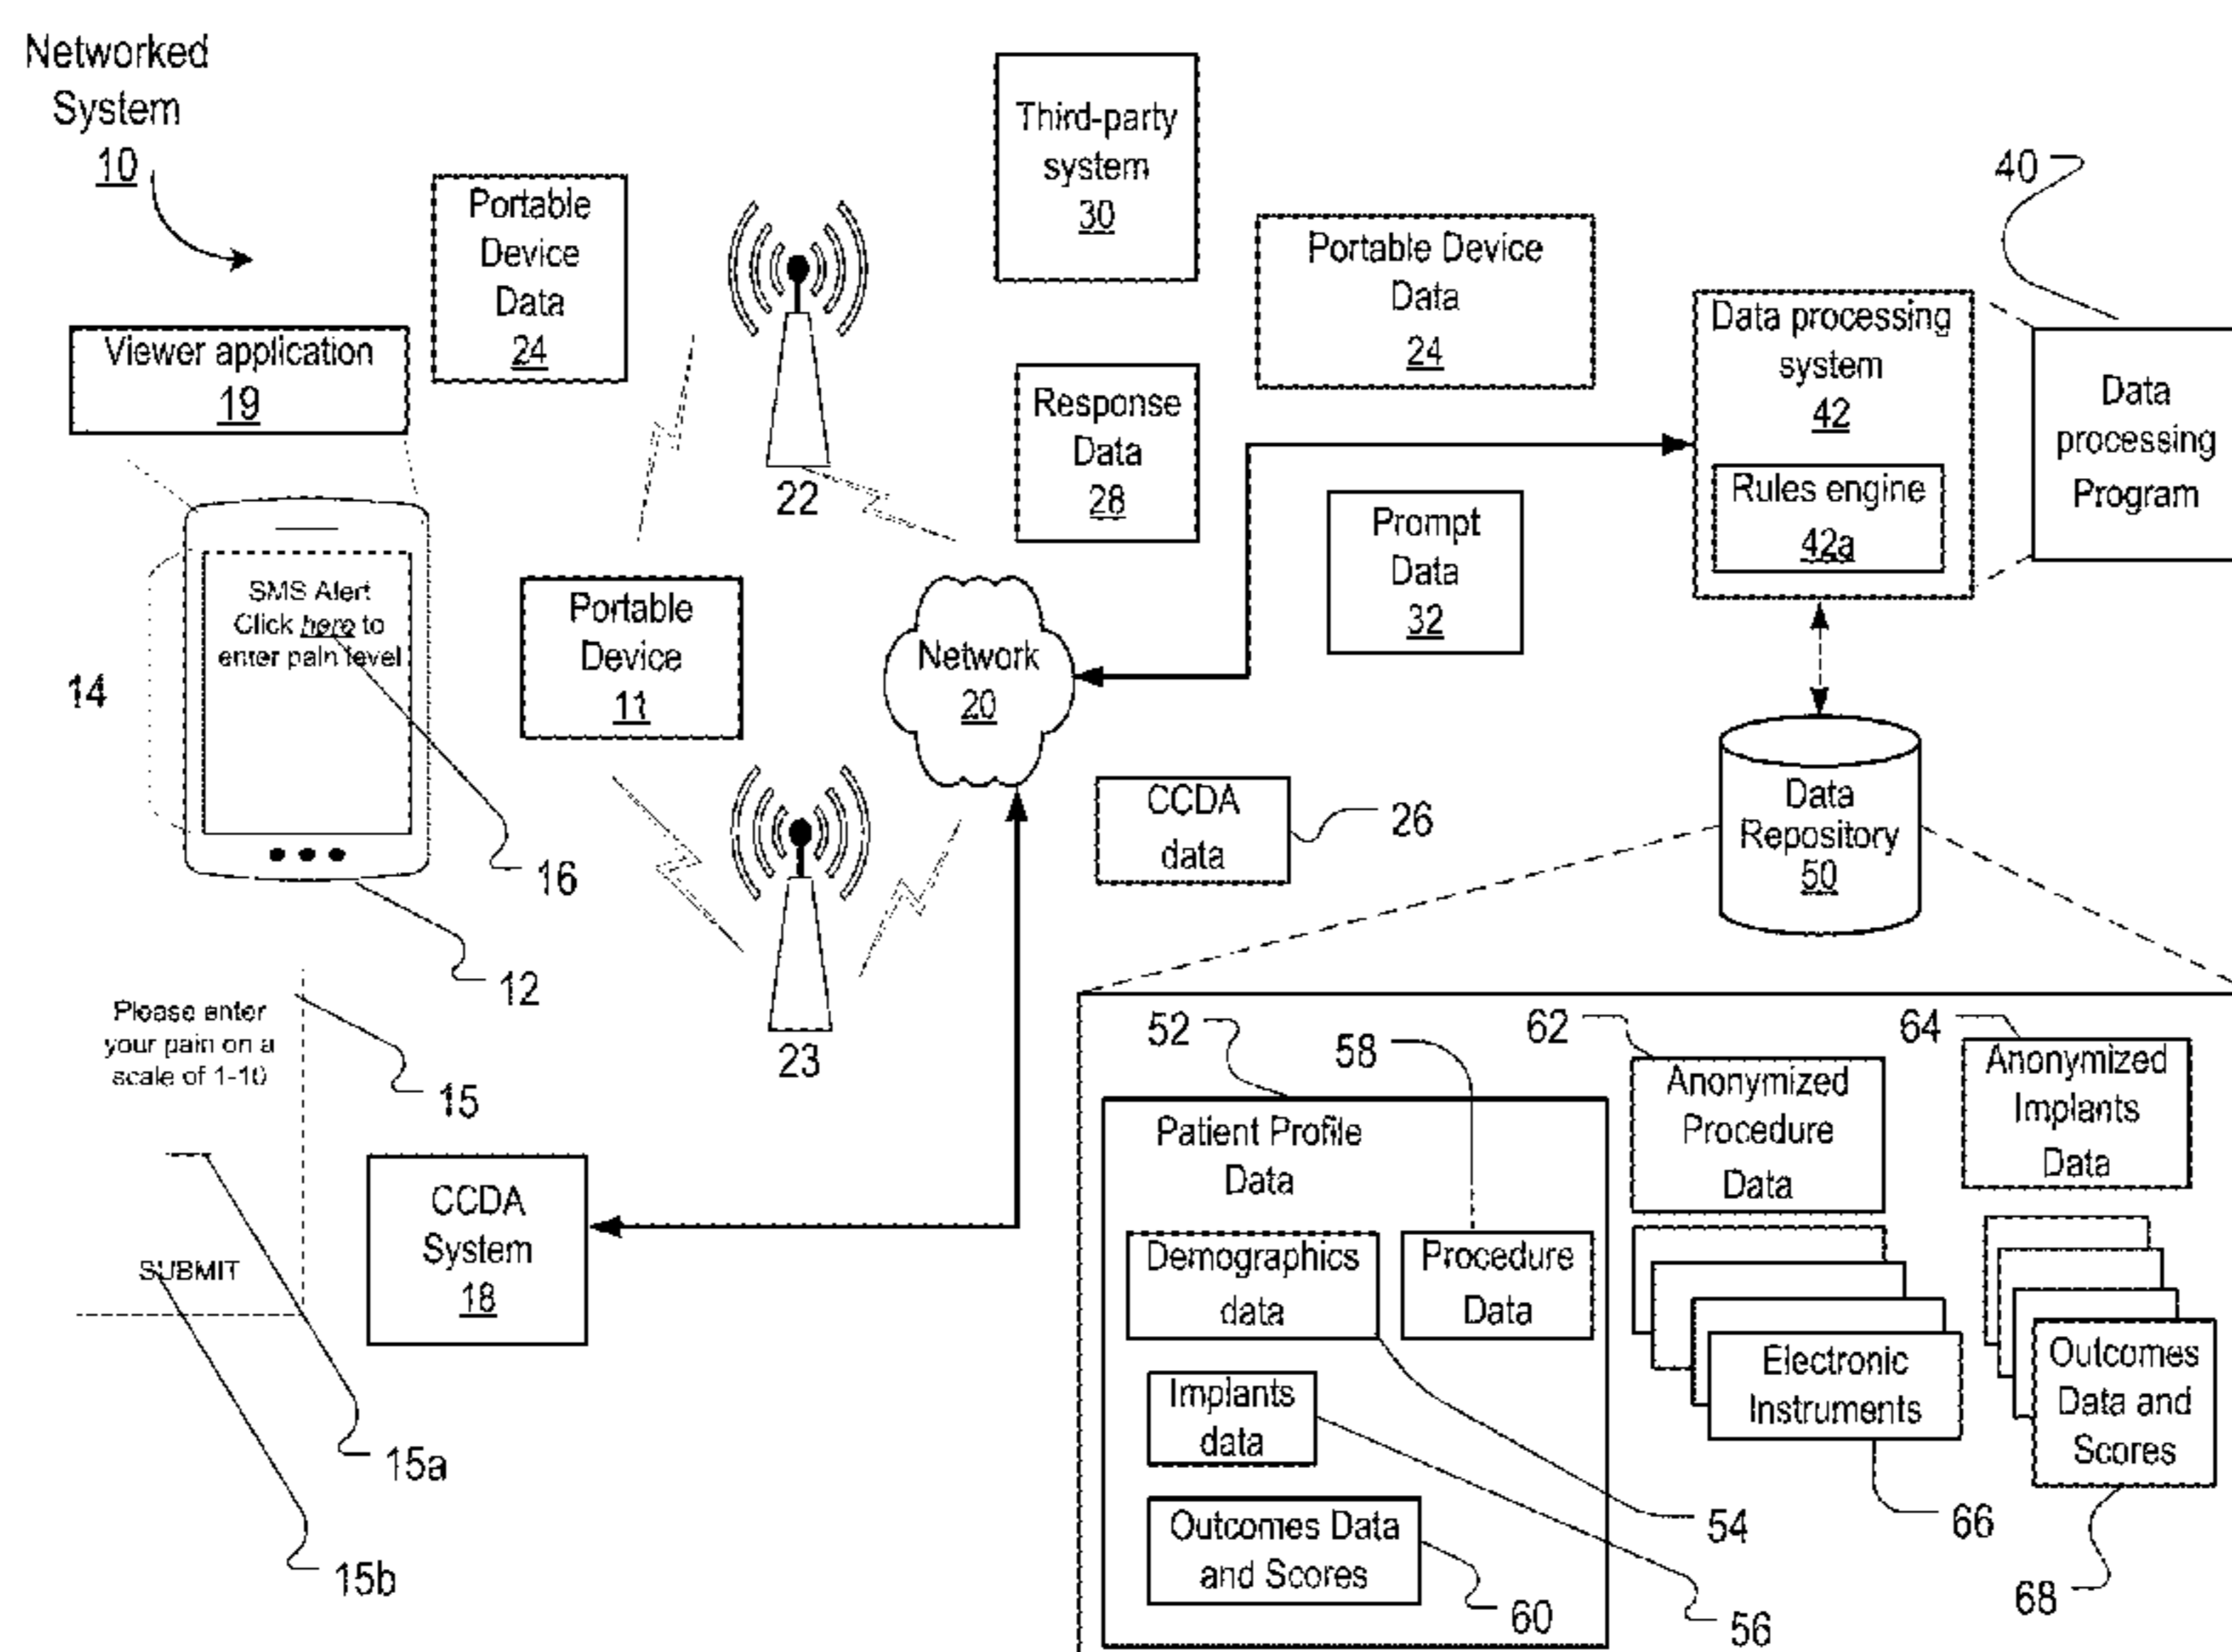 Networked
System
10
Viewer application
19
Portable
Device
Data
24
22
Third-party
system
30
Portable Device
Data
24
Response
Data
28
Prompt
Data
32
40
Data processing
system
42
Rules engine
42a
Data
processing
Program
SMS Alert
Click here to
enter pain level
14
16
12
Portable
Device
11
Network
20
23
CCDA
data
26
Data
Repository
50
Please enter
your pain on a
scale of 1-10
15
SUBMIT
15a
15b
CCDA
System
18
52
58
62
64
Patient Profile
Data
Demographics
data
Procedure
Data
Implants
data
Outcomes Data
and Scores
60
54
56
Anonymized
Procedure
Data
Anonymized
Implants
Data
Electronic
Instruments
66
Outcomes
Data and
Scores
68